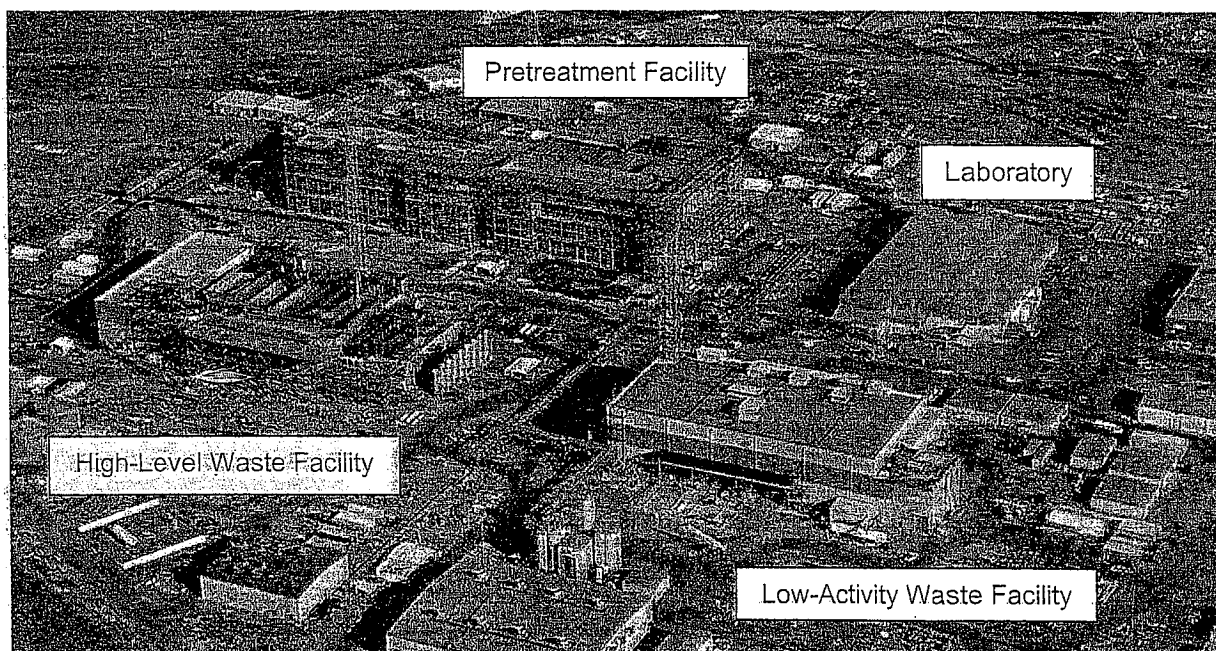 Pretreatment Facility
Laboratory
High-Level Waste Facility
Low-Activity Waste Facility